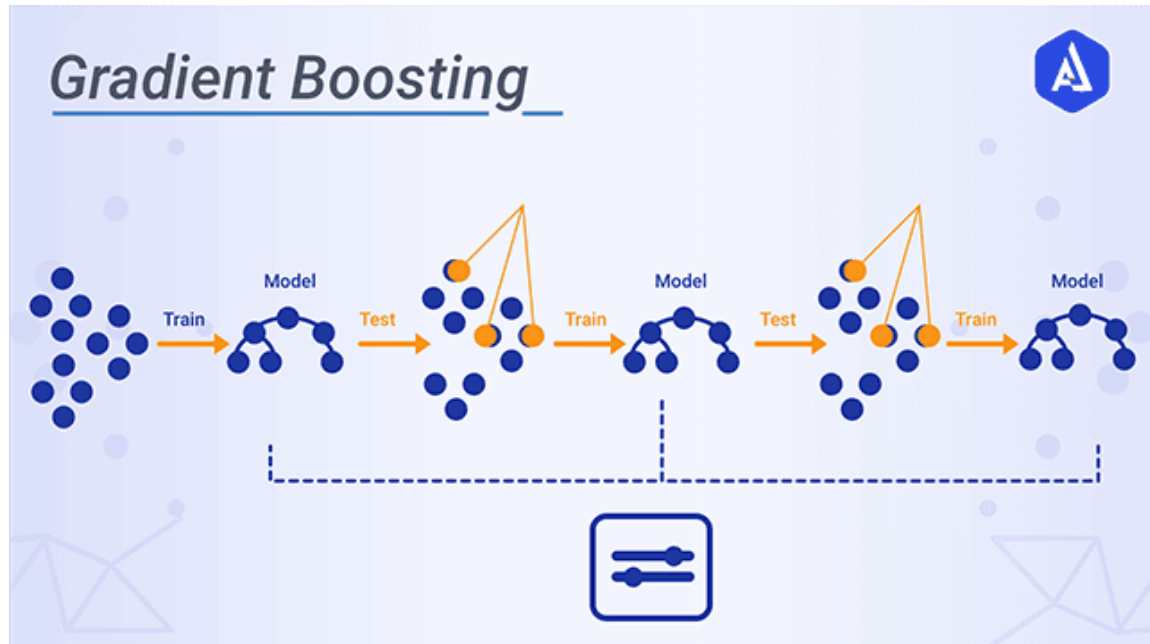 Gradient Boosting
Model
Model
Model
Train
Test
Train
Test
Train